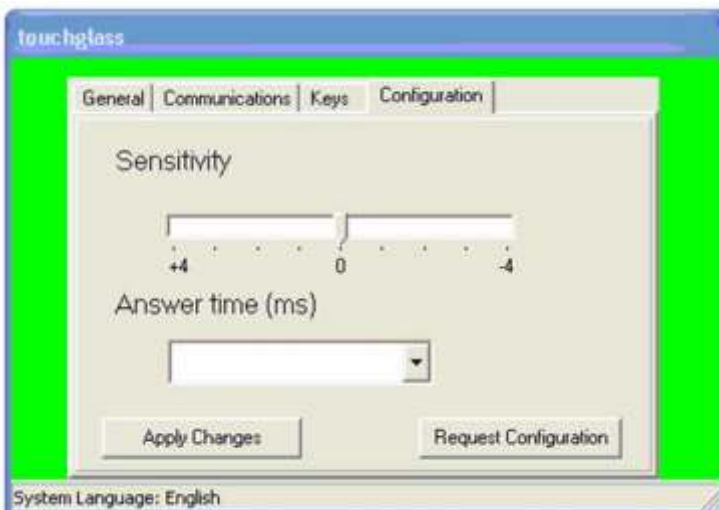 touchglass
General Communications Keys Configuration
Sensitivity
+4 0 -4
Answer time (ms)
Apply Changes Request Configuration
System Language: English